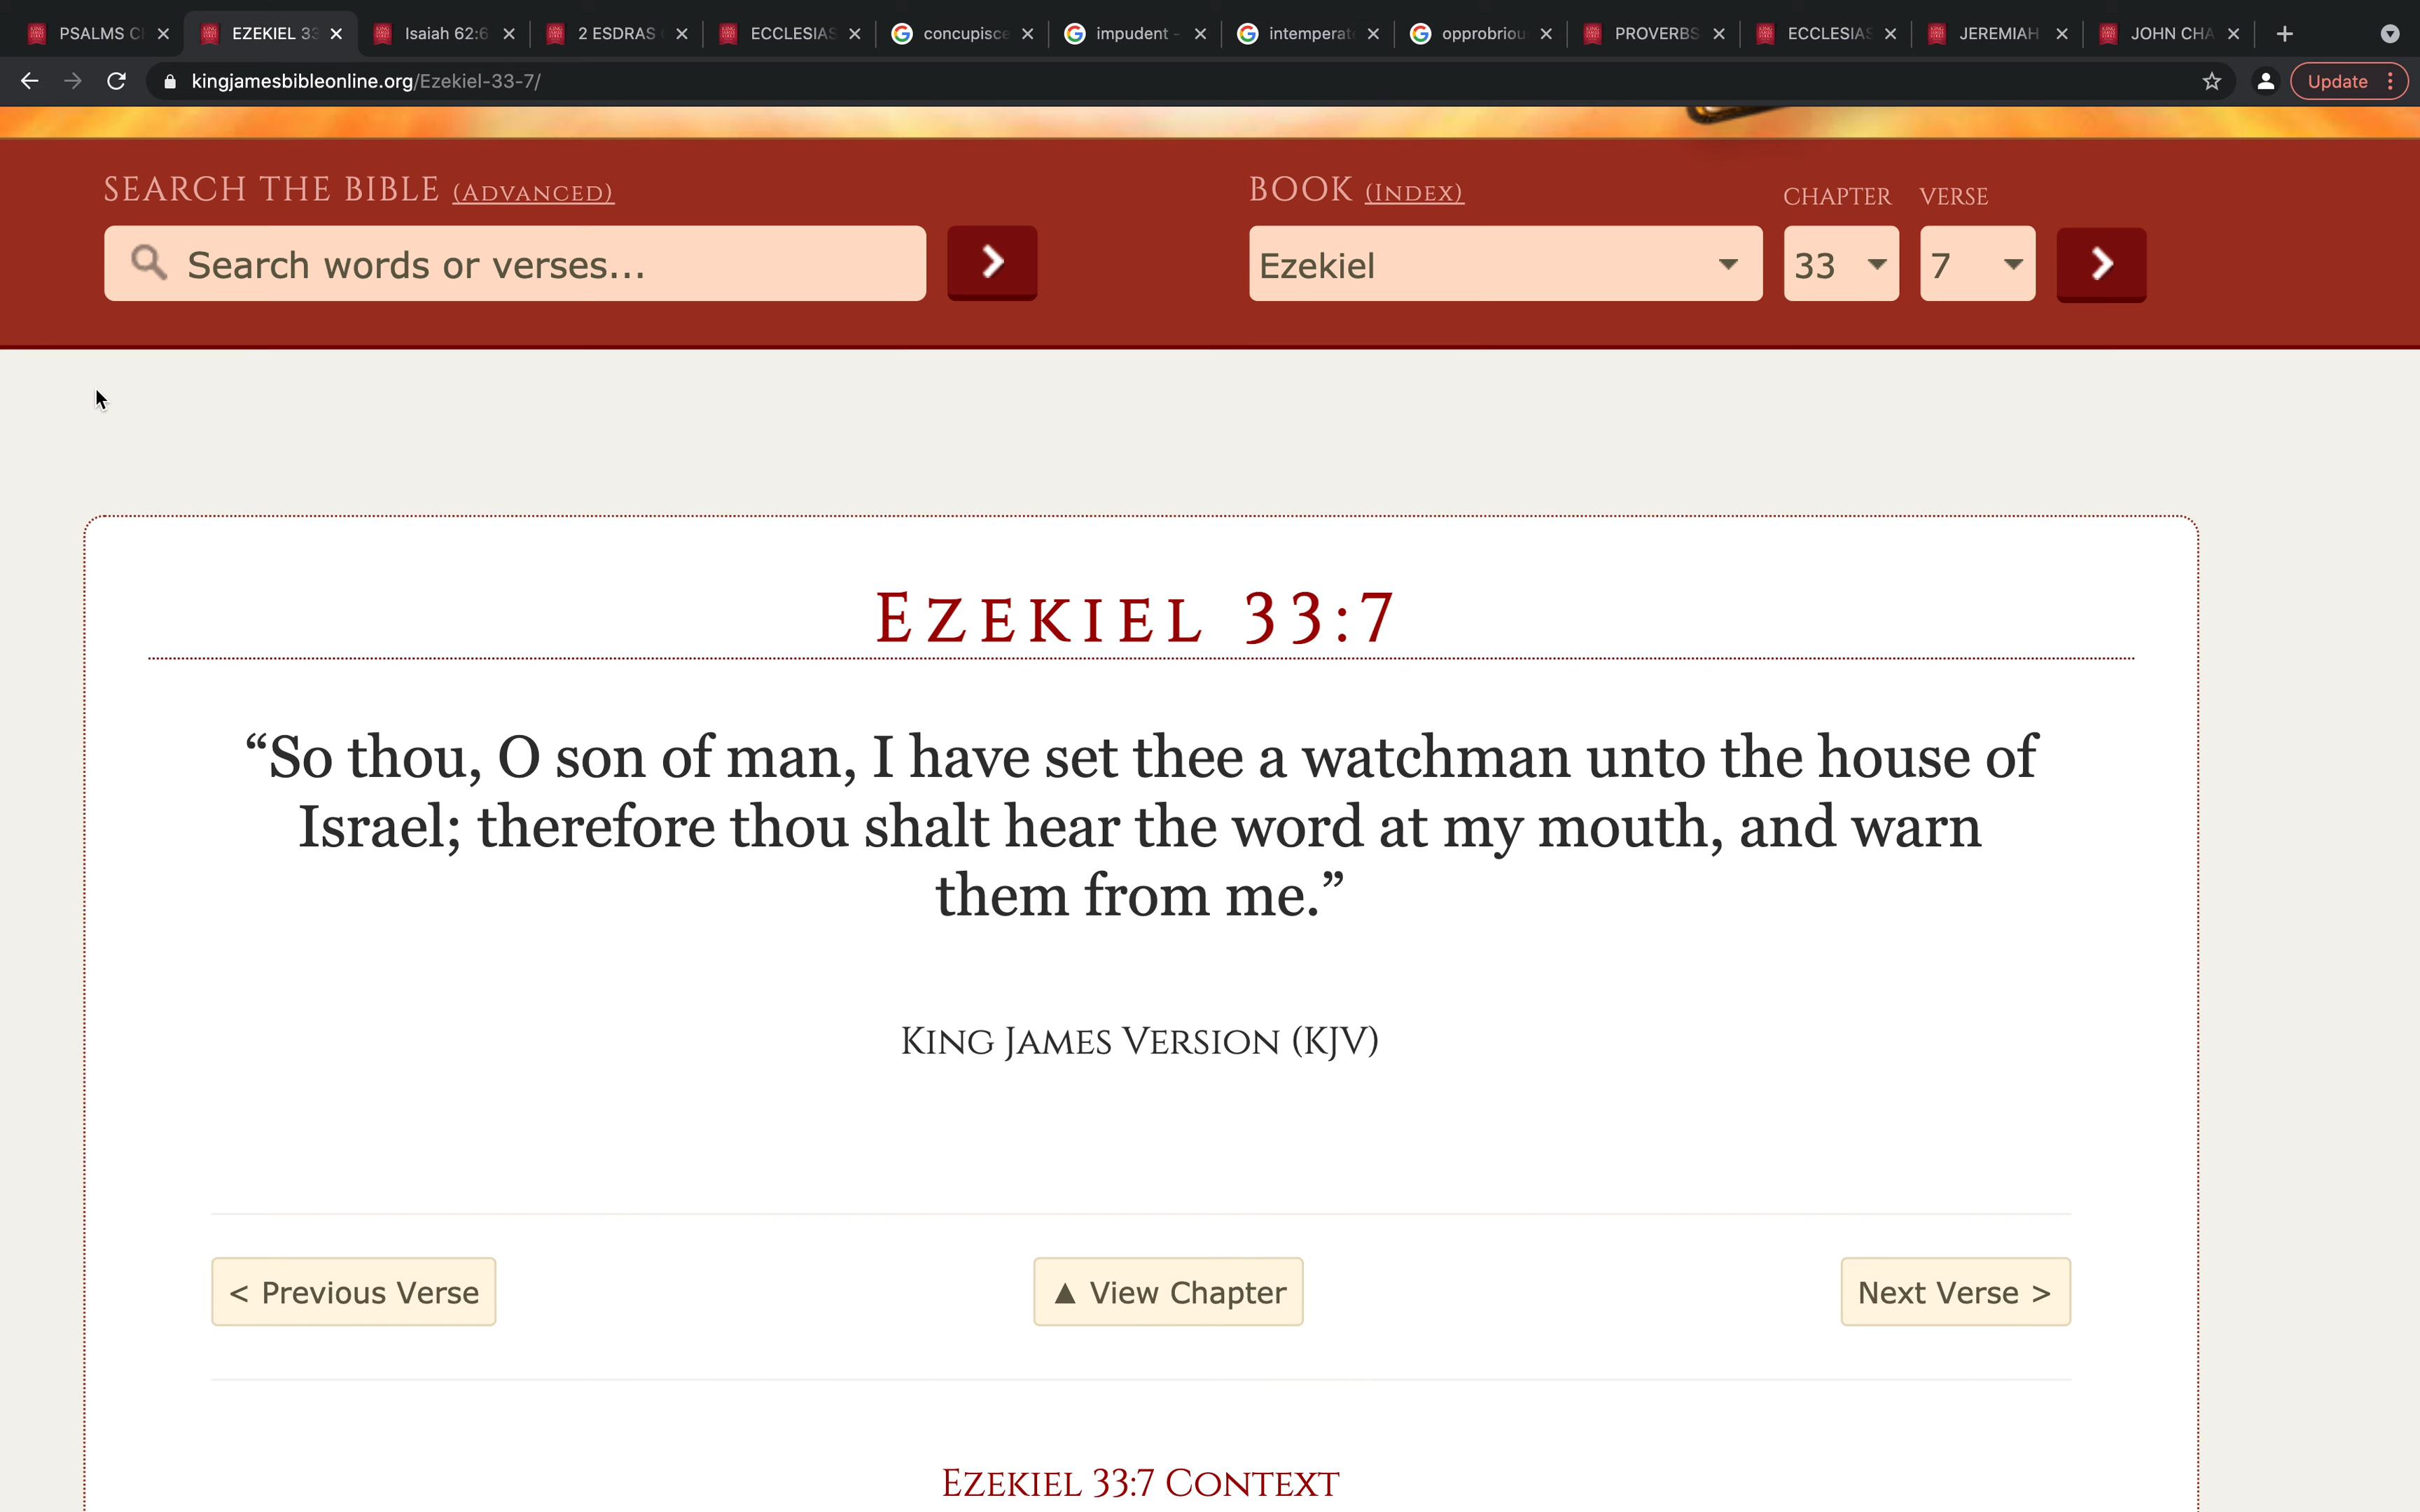 PSALMS C
EZEKIEL 33
Isaiah 62:6
2 ESDRAS
ECCLESIAS
concupisce
impudent -
intemperat
opprobriou
PROVERBS
ECCLESIAS
JEREMIAH
JOHN CHA
kingjamesbibleonline.org/Ezekiel-33-7/
Update
SEARCH THE BIBLE (ADVANCED)
BOOK (INDEX)
CHAPTER
VERSE
Search words or verses...
Ezekiel
33
7
EZEKIEL 33:7
“So thou, O son of man, I have set thee a watchman unto the house of
Israel; therefore thou shalt hear the word at my mouth, and warn
them from me.”
KING JAMES VERSION (KJV)
< Previous Verse
▲ View Chapter
Next Verse >
EZEKIEL 33:7 CONTEXT